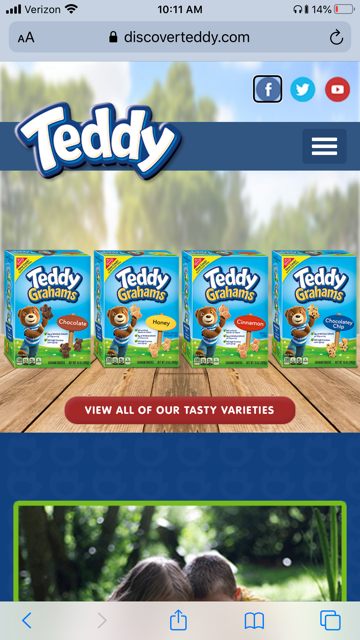 Verizon 10:11 AM 14%
AA discoverteddy.com
f
Teddy
Teddy Grahams Chocolate
Teddy Grahams Honey
Teddy Grahams Cinnamon
Teddy Grahams Chocolatey Chip
VIEW ALL OF OUR TASTY VARIETIES